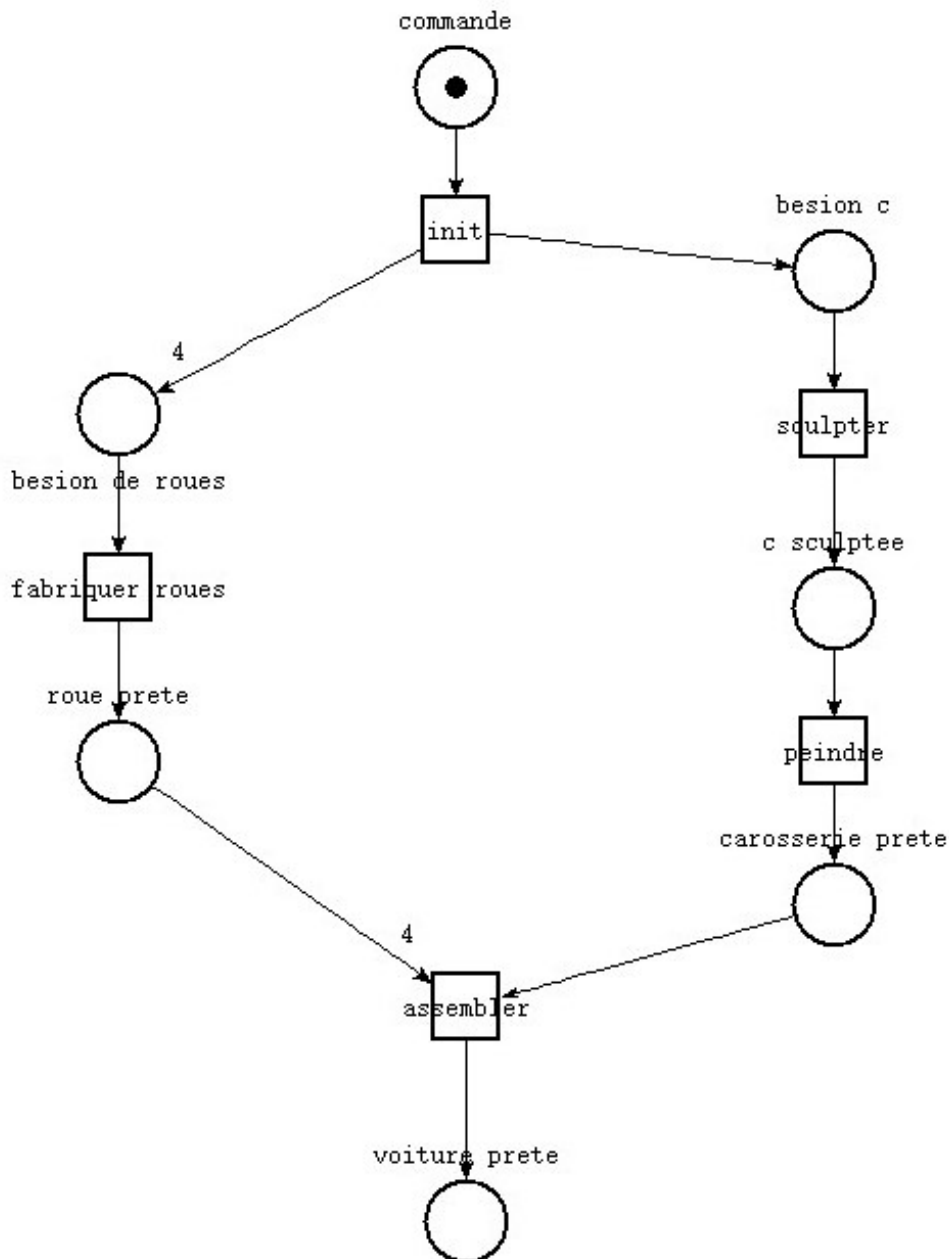 commande
besion c
init
4
sculpter
besion de roues
c sculptee
fabriquer roues
roue prete
peindre
carosserie prete
4
assembler
voiture prete